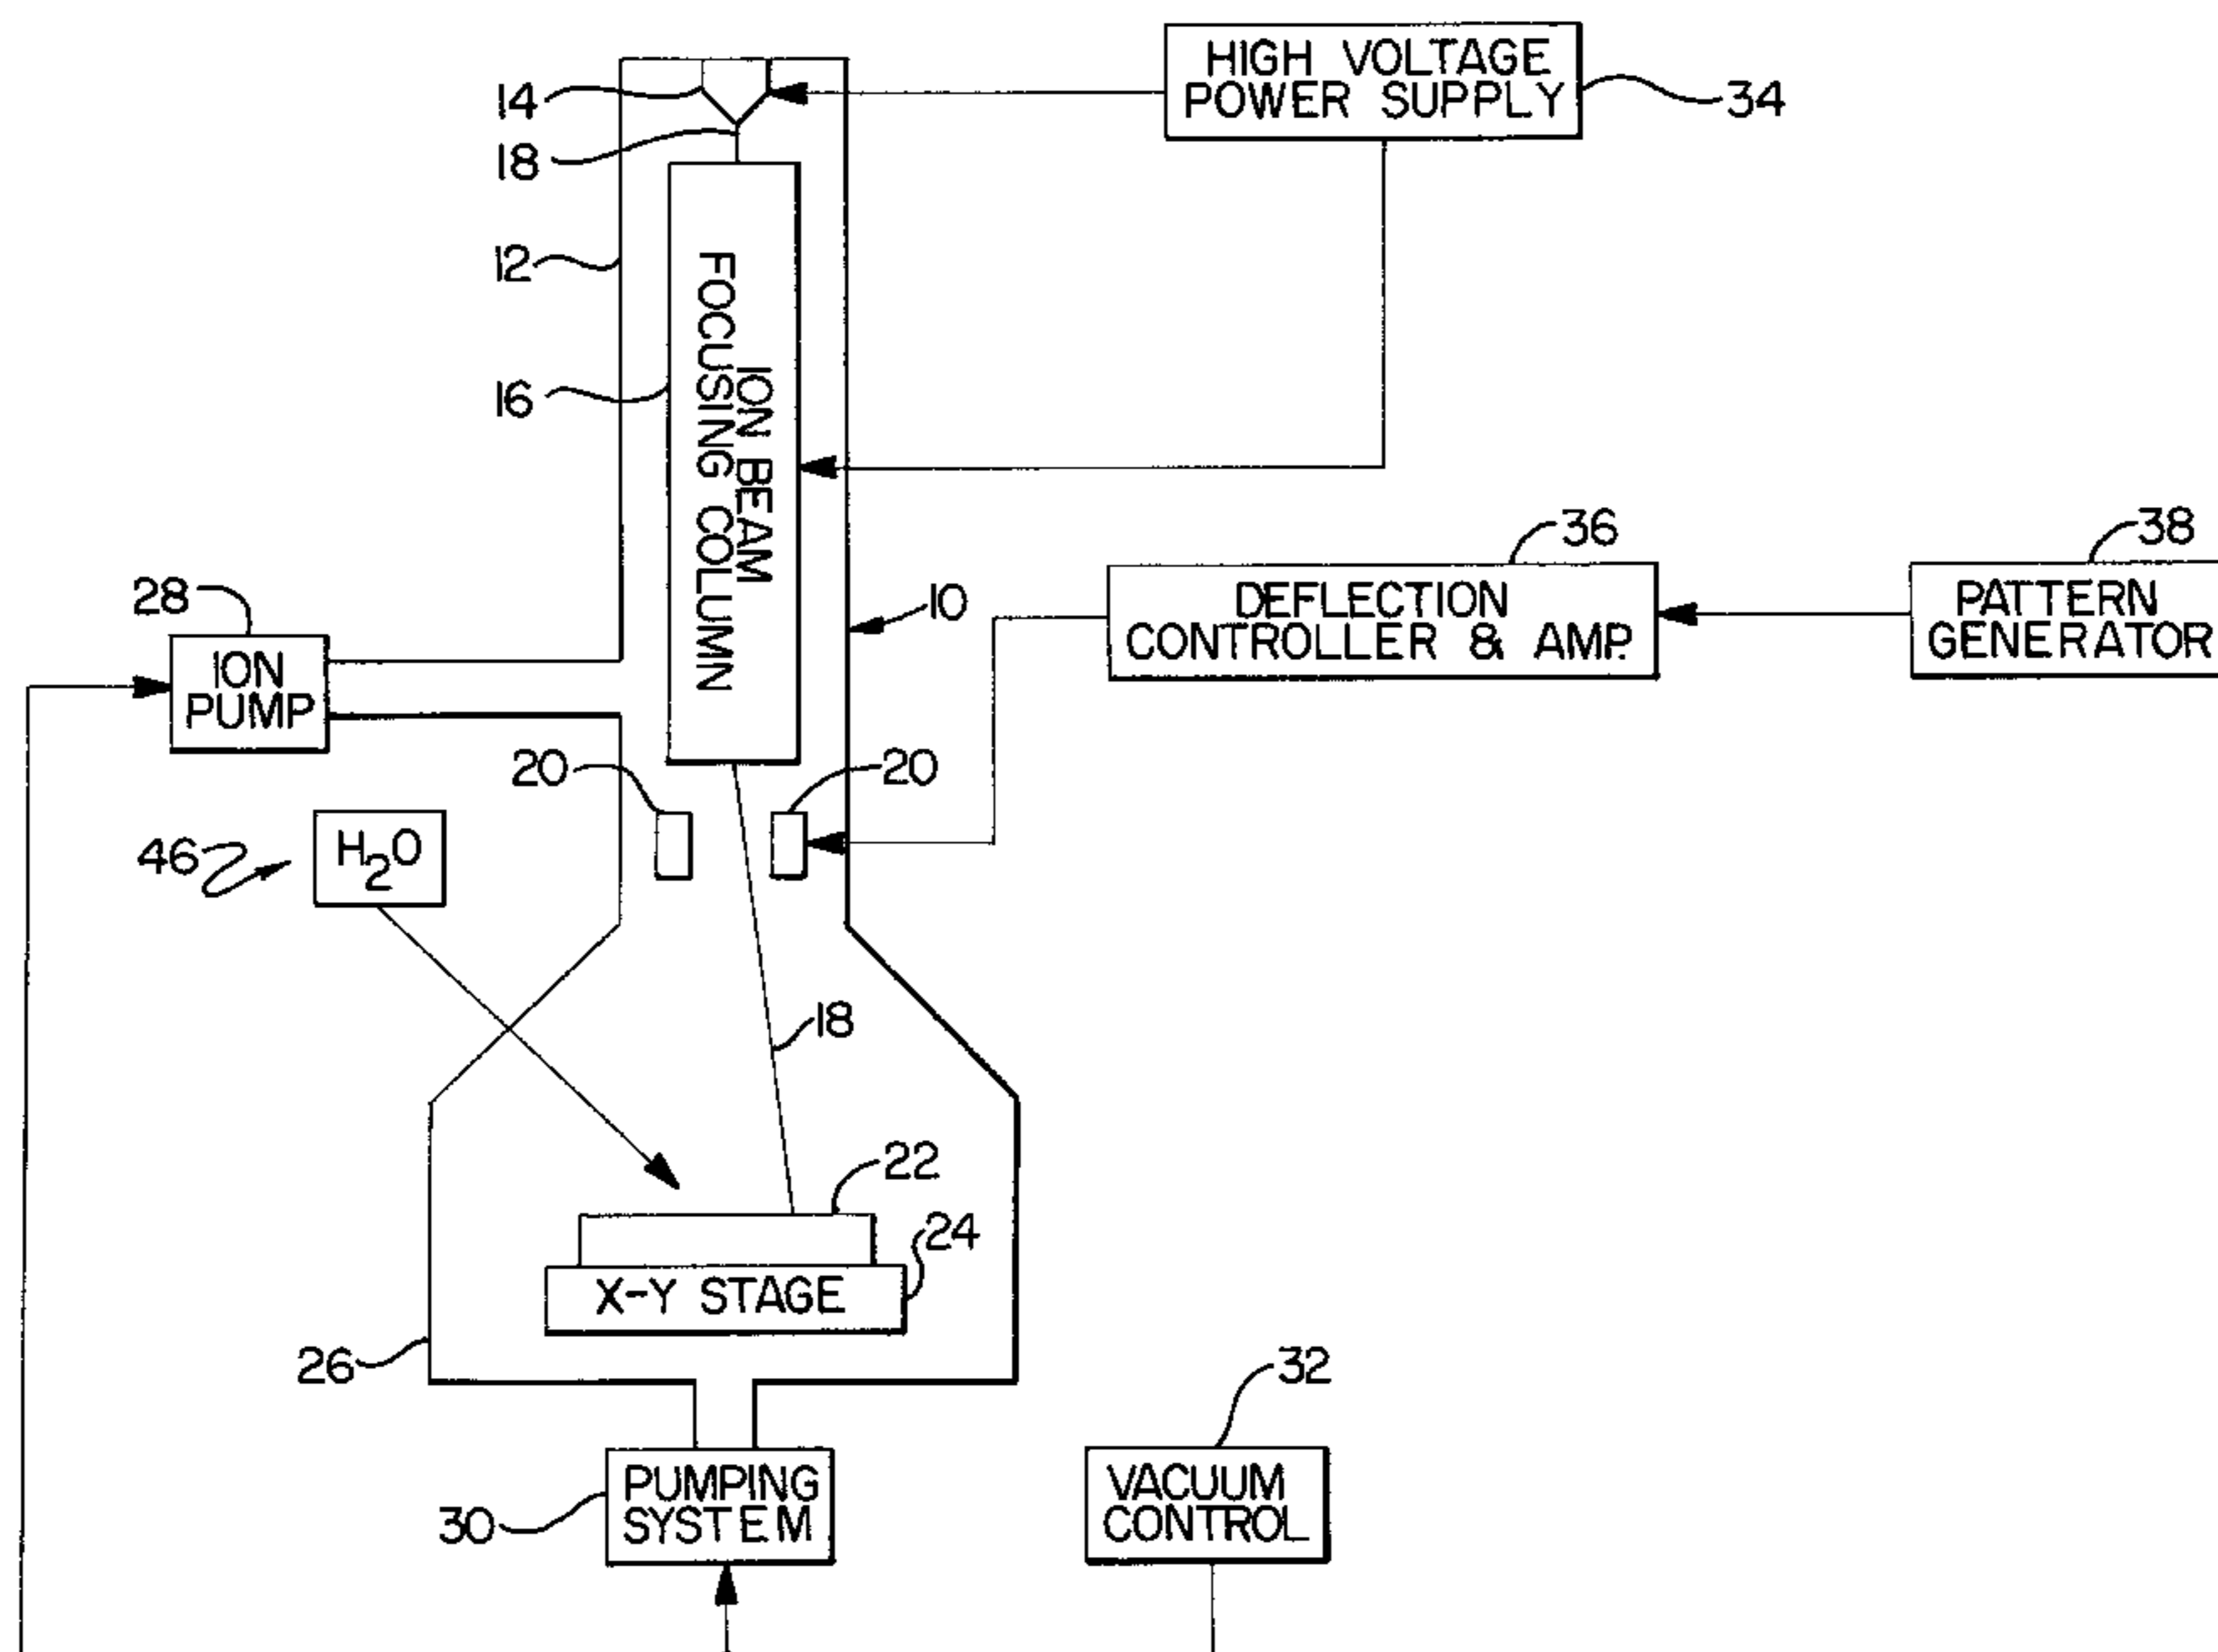 HIGH VOLTAGE
POWER SUPPLY
34
14
18
12
16
ION BEAM
FOCUSING COLUMN
10
36
DEFLECTION
CONTROLLER & AMP.
38
PATTERN
GENERATOR
28
ION
PUMP
20
20
46
H2O
18
22
24
X-Y STAGE
26
32
30
PUMPING
SYSTEM
VACUUM
CONTROL